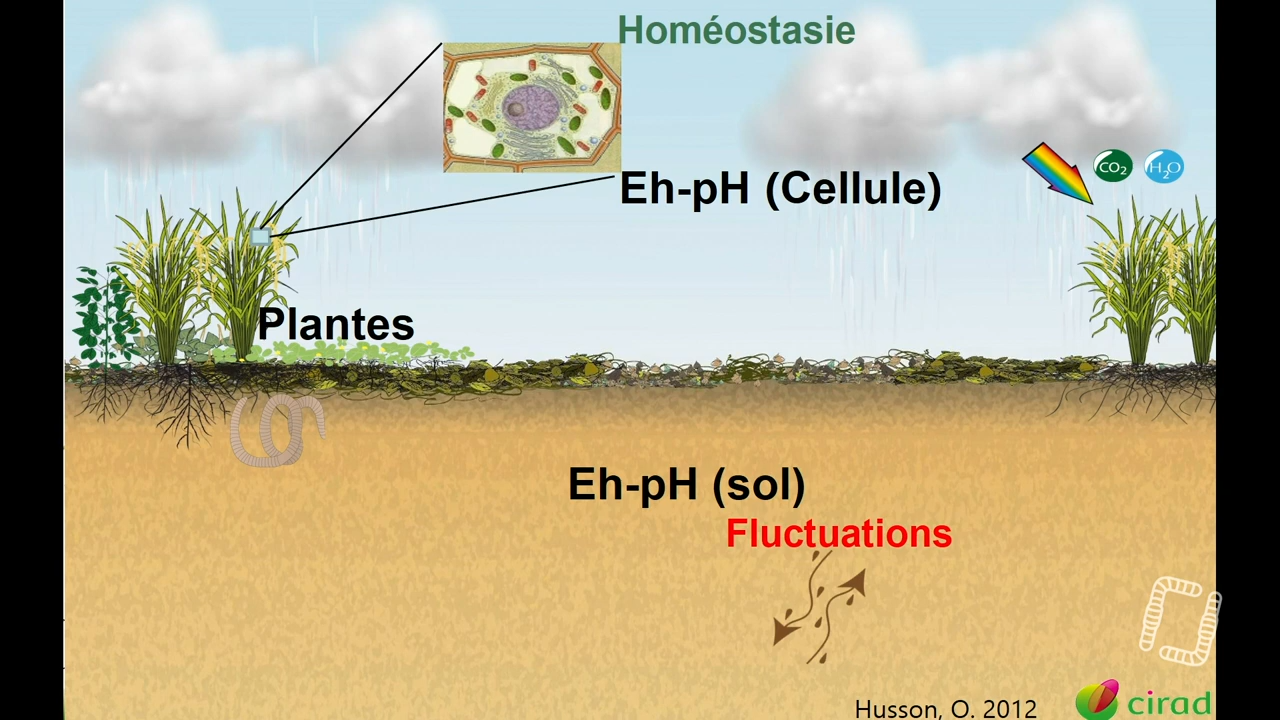 Homéostasie
Eh-pH (Cellule)
CO₂ H₂O
Plantes
Eh-pH (sol)
Fluctuations
Husson, O. 2012
cirad